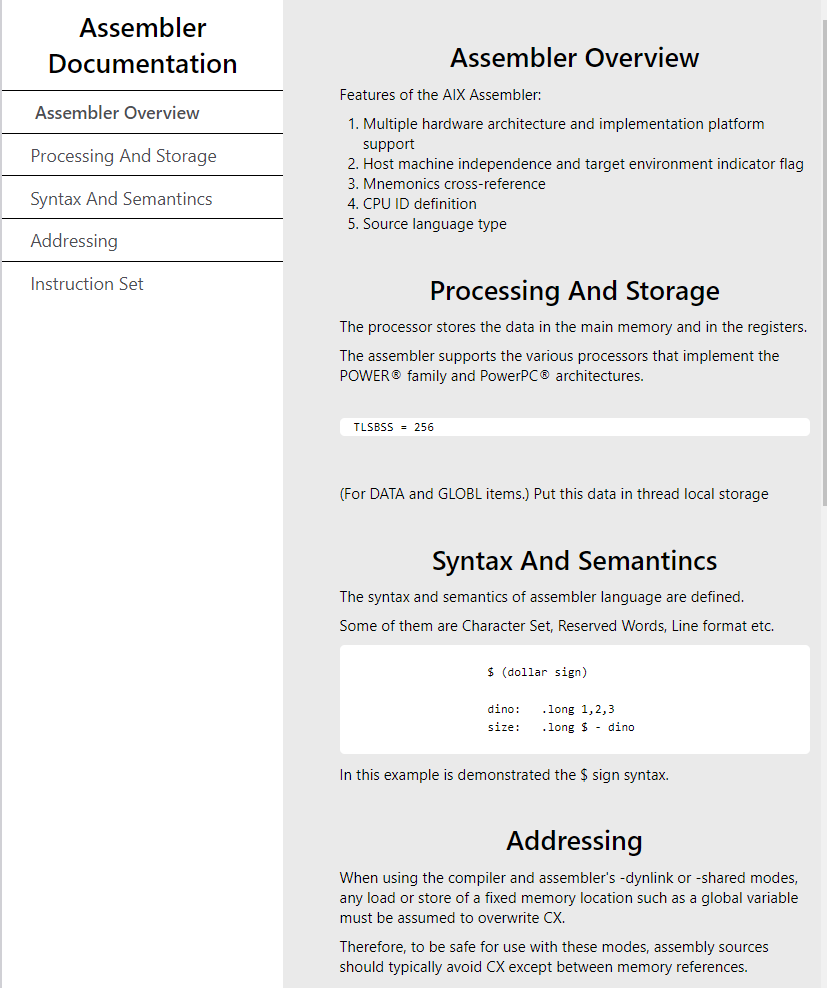 Assembler
Documentation
Assembler Overview
Processing And Storage
Syntax And Semantincs
Addressing
Instruction Set
Assembler Overview
Features of the AIX Assembler:
1. Multiple hardware architecture and implementation platform
support
2. Host machine independence and target environment indicator flag
3. Mnemonics cross-reference
4. CPU ID definition
5. Source language type
Processing And Storage
The processor stores the data in the main memory and in the registers.
The assembler supports the various processors that implement the
POWER® family and PowerPC® architectures.
TLSBSS = 256
(For DATA and GLOBL items.) Put this data in thread local storage
Syntax And Semantincs
The syntax and semantics of assembler language are defined.
Some of them are Character Set, Reserved Words, Line format etc.
$ (dollar sign)
dino:   .long 1,2,3
size:   .long $ - dino
In this example is demonstrated the $ sign syntax.
Addressing
When using the compiler and assembler's -dynlink or -shared modes,
any load or store of a fixed memory location such as a global variable
must be assumed to overwrite CX.
Therefore, to be safe for use with these modes, assembly sources
should typically avoid CX except between memory references.